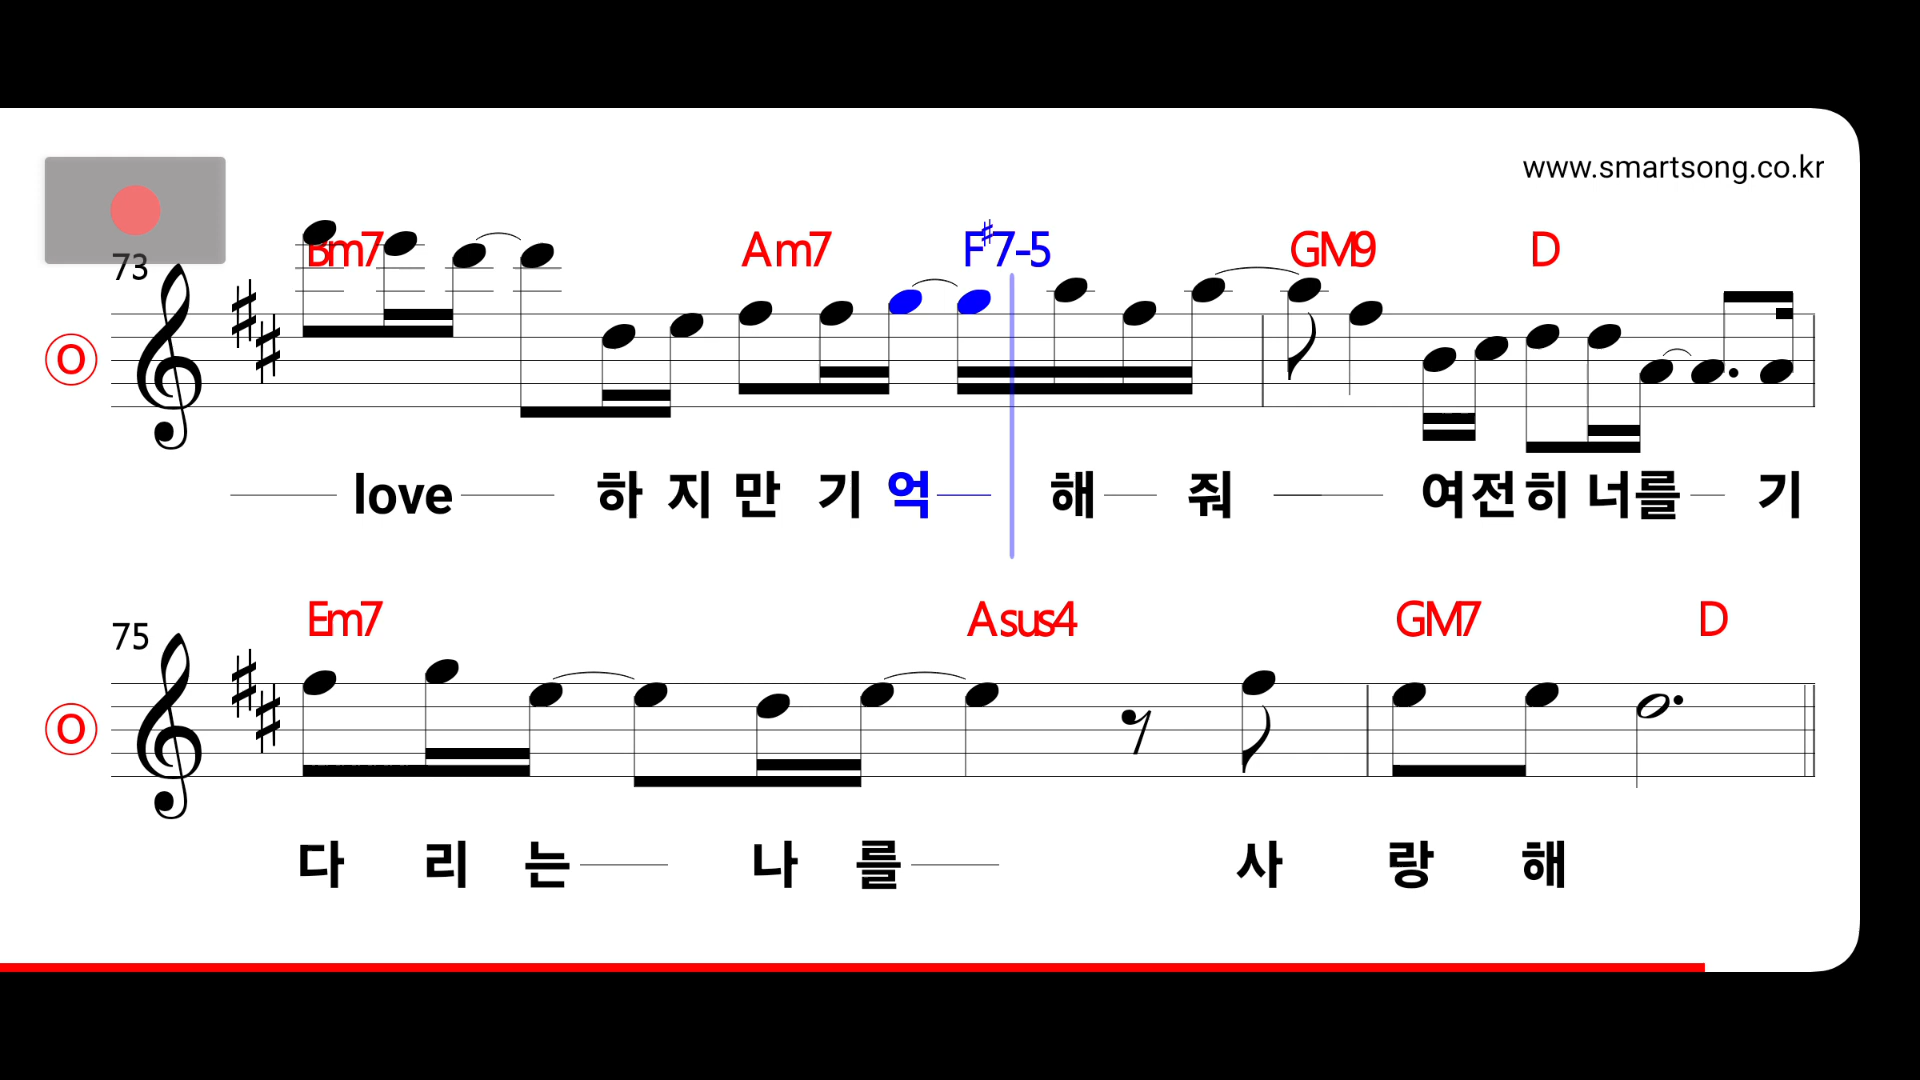 www.smartsong.co.kr
73 Bm7 Am7 F♯7-5 GM9 D
O
love 하 지 만 기 억 해 줘 여 전 히 너 를 기
75 Em7 Asus4 GM7 D
O
다 리 는 나 를 사 랑 해